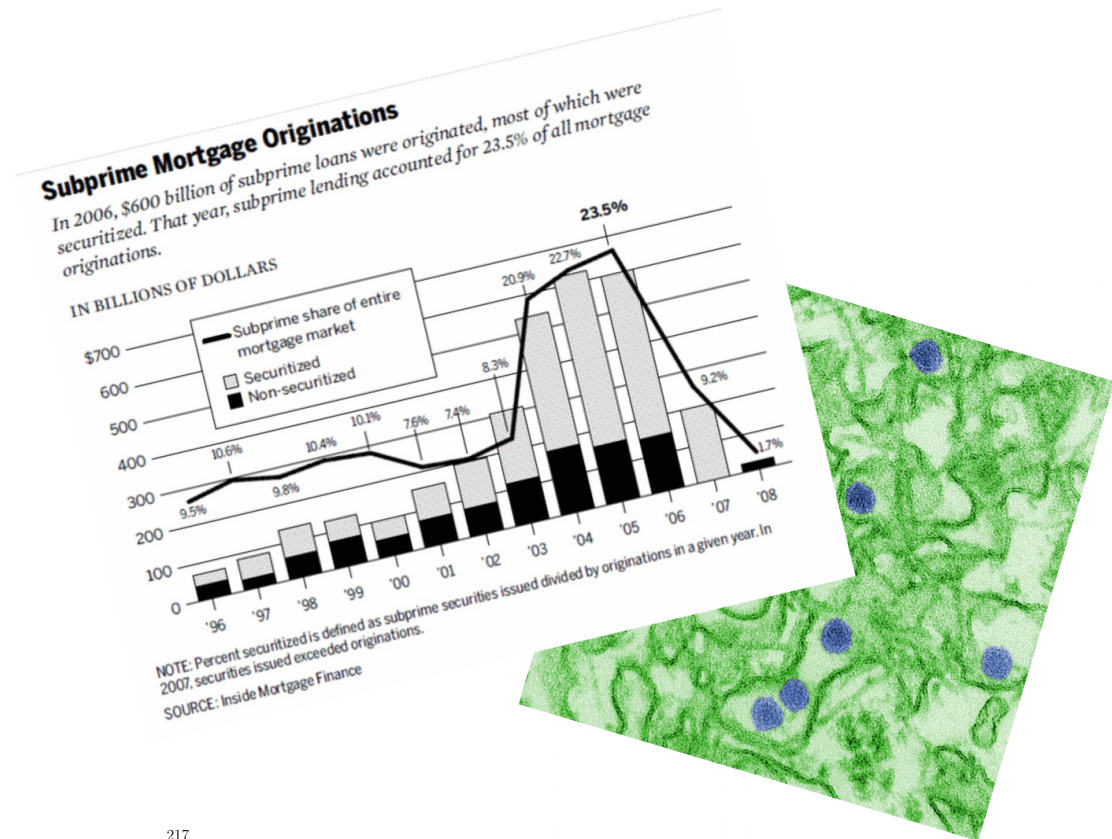 Subprime Mortgage Originations
In 2006, $600 billion of subprime loans were originated, most of which were
securitized. That year, subprime lending accounted for 23.5% of all mortgage
originations.
IN BILLIONS OF DOLLARS
Subprime share of entire
mortgage market
Securitized
Non-securitized
$700
600
500
400
300
200
100
0
9.5%
10.6%
9.8%
10.4%
10.1%
7.6%
7.4%
8.3%
20.9%
22.7%
23.5%
9.2%
1.7%
'96
'97
'98
'99
'00
'01
'02
'03
'04
'05
'06
'07
'08
NOTE: Percent securitized is defined as subprime securities issued divided by originations in a given year. In
2007, securities issued exceeded originations.
SOURCE: Inside Mortgage Finance
217